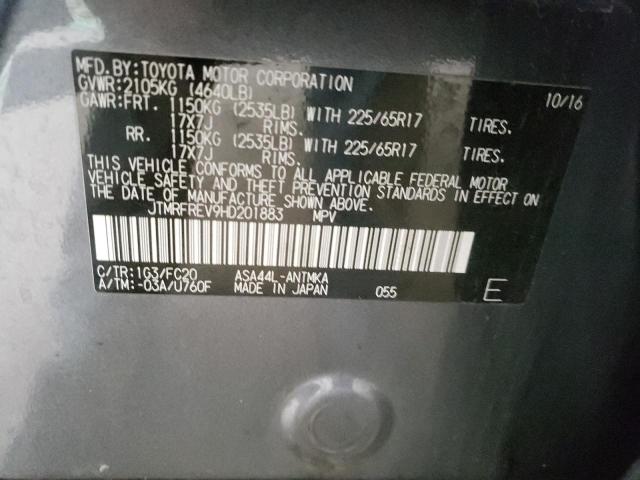 MFD. BY: TOYOTA MOTOR CORPORATION 10/16
GVWR: 2105KG (4640LB)
GAWR: FRT. 1150KG (2535LB) WITH 225/65R17 TIRES.
17X7J RIMS.
RR. 1150KG (2535LB) WITH 225/65R17 TIRES.
17X7J RIMS.
THIS VEHICLE CONFORMS TO ALL APPLICABLE FEDERAL MOTOR
VEHICLE SAFETY AND THEFT PREVENTION STANDARDS IN EFFECT ON
THE DATE OF MANUFACTURE SHOWN ABOVE.
JTMRFREV9HD201883 MPV
C/TR: 1G3/FC20 ASA44L-ANTMKA
A/TM: -03A/U760F MADE IN JAPAN 055 E